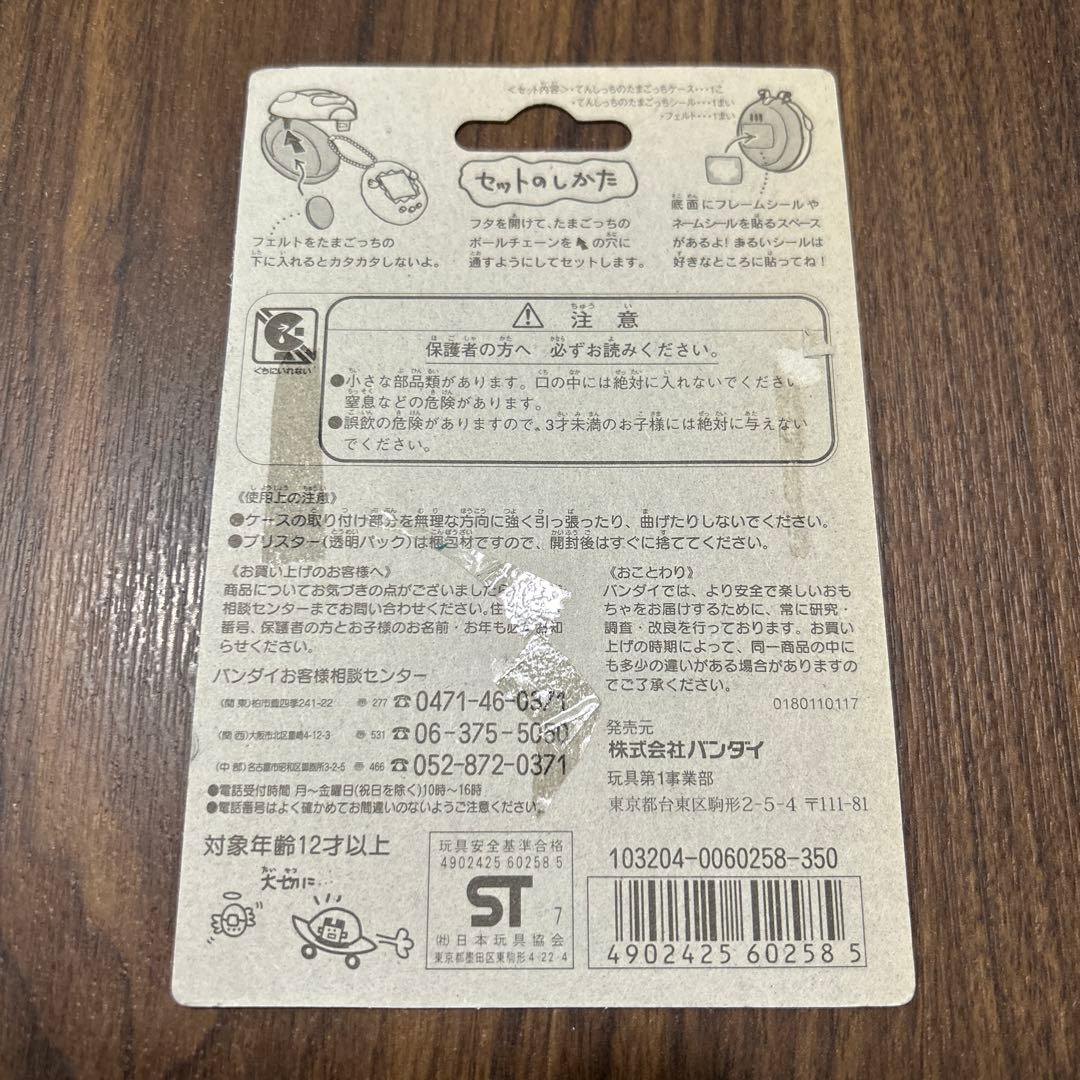 <セット内容>・てんしっちのたまごっちケース・・・1こ
・てんしっちのたまごっちシール・・・1まい
・フェルト・・・1まい
セットのしかた
フェルトをたまごっちの
下に入れるとカタカタしないよ。
フタを開けて、たまごっちの
ボールチェーンを の穴に
通すようにしてセットします。
底面にフレームシールや
ネームシールを貼るスペース
があるよ!まるいシールは
好きなところに貼ってね!
くちにいれない
注意
保護者の方へ 必ずお読みください。
●小さな部品類があります。口の中には絶対に入れないでください
窒息などの危険があります。
●誤飲の危険がありますので、3才未満のお子様には絶対に与えない
でください。
《使用上の注意》
●ケースの取り付け部分を無理な方向に強く引っ張ったり、曲げたりしないでください。
●ブリスター(透明パック)は梱包材ですので、開封後はすぐに捨ててください。
《お買い上げのお客様へ》
商品についてお気づきの点がございましたら
相談センターまでお問い合わせください。住
番号、保護者の方とお子様のお名前・お年も必ずお知
らせください。
バンダイお客様相談センター
(関東)柏市豊四季241-22 〠 277 ☎0471-46-0371
(関西)大阪市北区豊崎4-12-3 〠 531 ☎06-375-5050
(中部)名古屋市昭和区御器所3-2-5 〠 466 ☎052-872-0371
●電話受付時間 月〜金曜日(祝日を除く)10時〜16時
●電話番号はよく確かめてお間違いのないようご注意ください。
《おことわり》
バンダイでは、より安全で楽しいおも
ちゃをお届けするために、常に研究・
調査・改良を行っております。お買い
上げの時期によって、同一商品の中に
も多少の違いがある場合がありますの
でご了承ください。
0180110117
発売元
株式会社バンダイ
玩具第1事業部
東京都台東区駒形2-5-4 〒111-81
対象年齢12才以上
大切に…
玩具安全基準合格
4902425 60258 5
ST 7
(社)日本玩具協会
東京都墨田区東駒形4-22-4
103204-0060258-350
4902425 602585